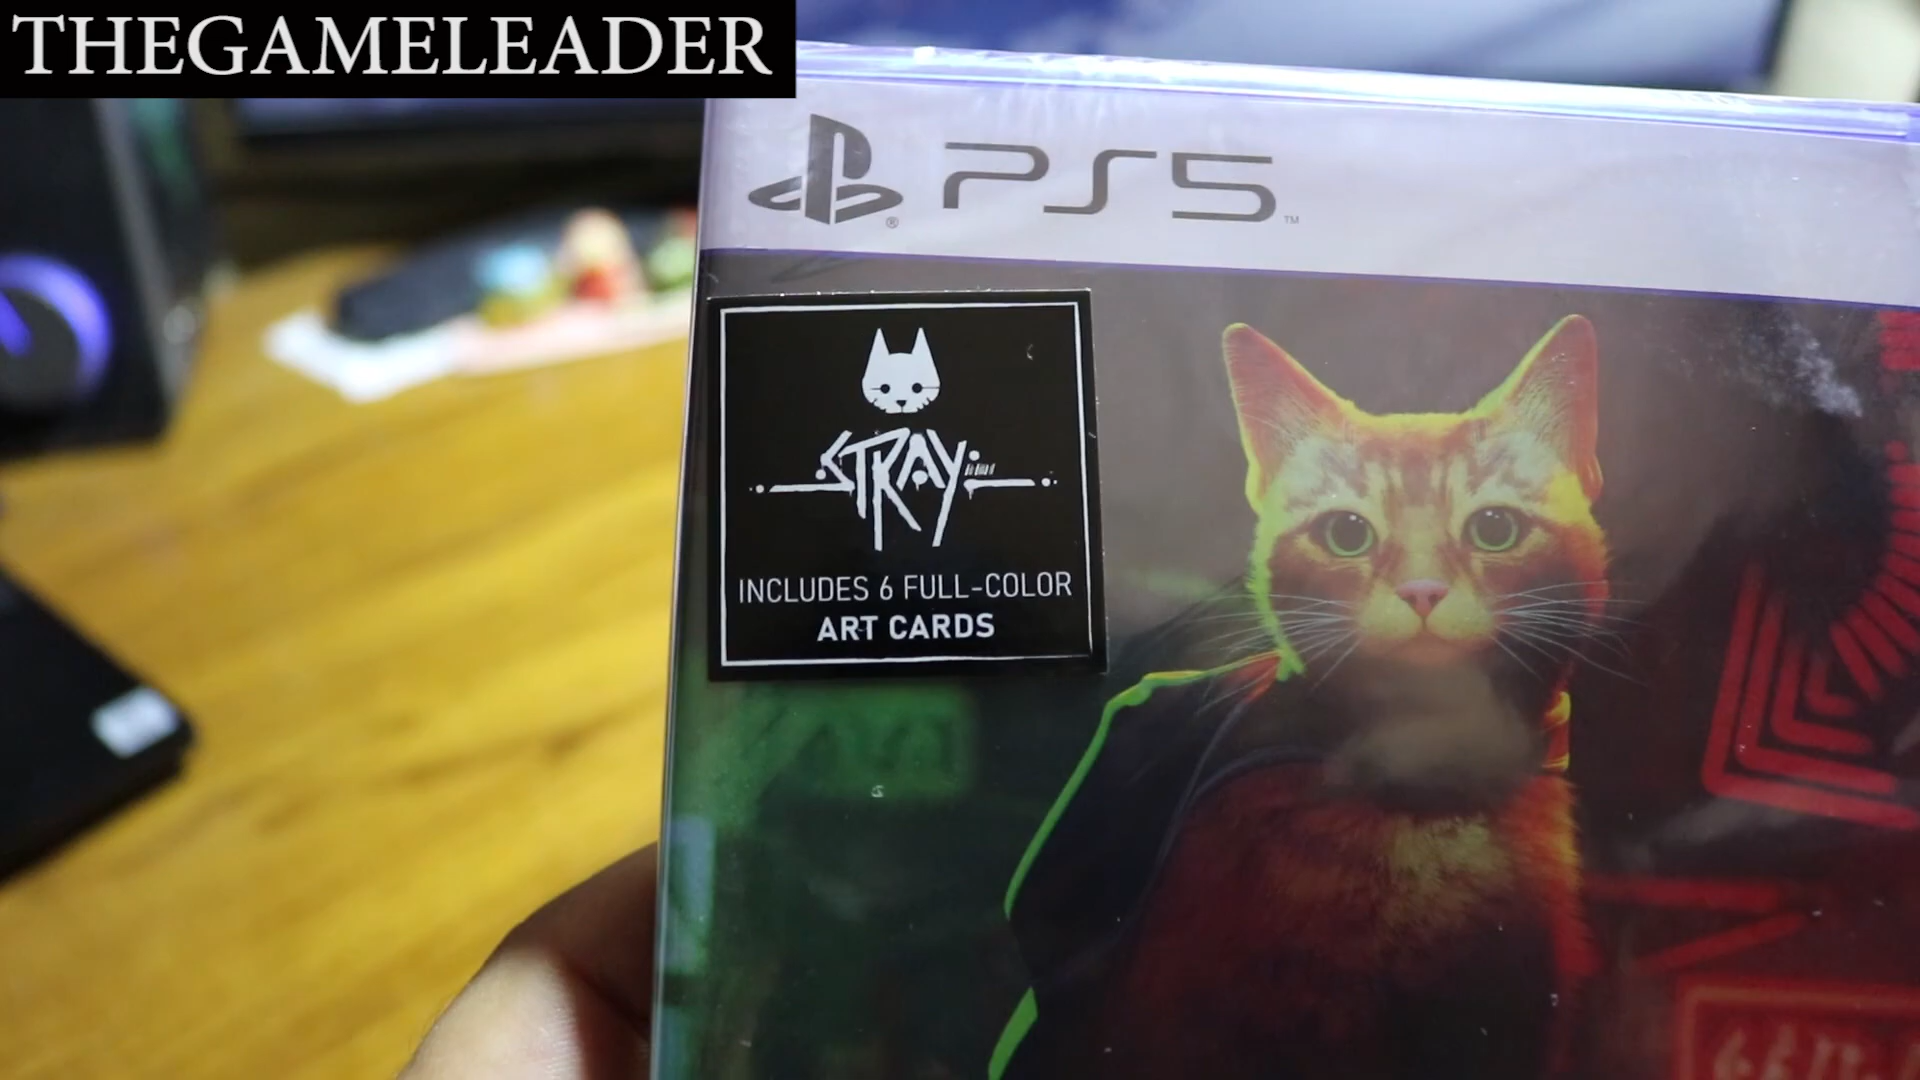 THEGAMELEADER
PS5
STRAY
INCLUDES 6 FULL-COLOR
ART CARDS